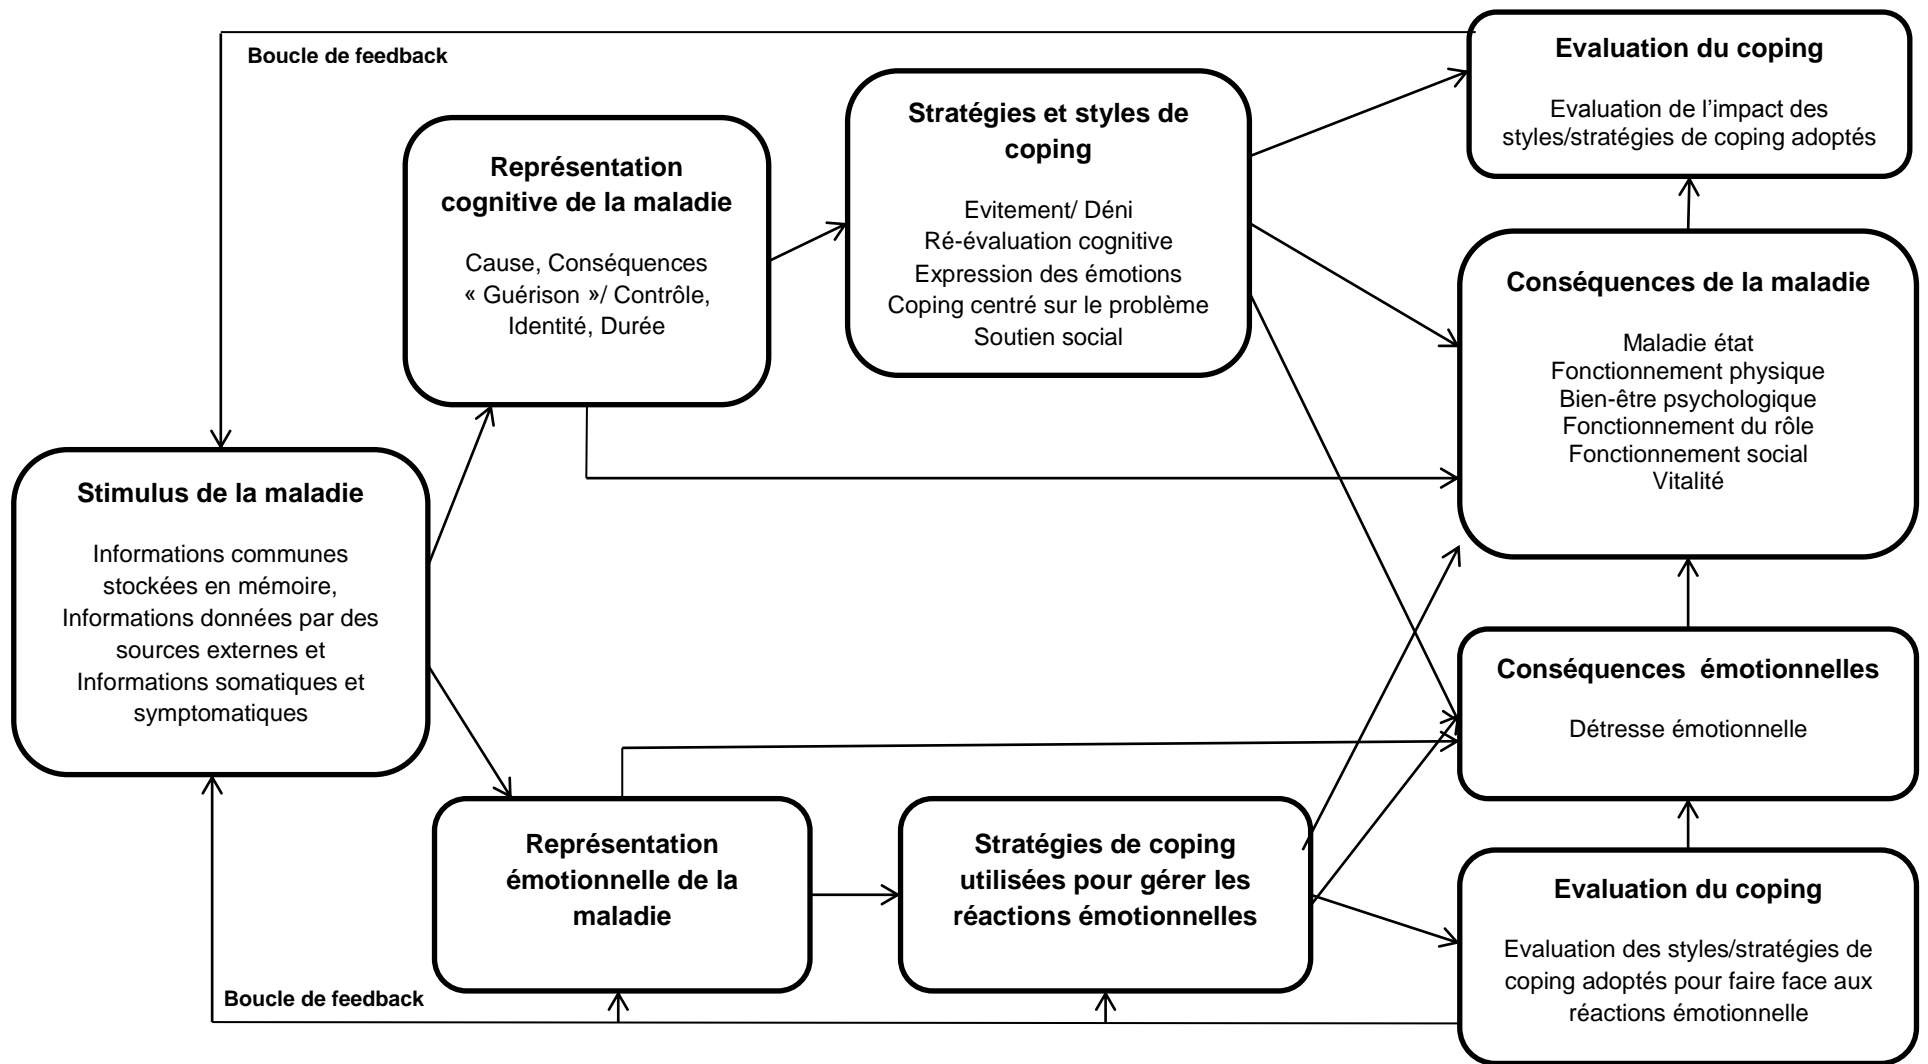 Boucle de feedback
Evaluation du coping
Evaluation de l’impact des
styles/stratégies de coping adoptés
Stratégies et styles de
coping
Evitement/ Déni
Ré-évaluation cognitive
Expression des émotions
Coping centré sur le problème
Soutien social
Représentation
cognitive de la maladie
Cause, Conséquences
« Guérison »/ Contrôle,
Identité, Durée
Conséquences de la maladie
Maladie état
Fonctionnement physique
Bien-être psychologique
Fonctionnement du rôle
Fonctionnement social
Vitalité
Stimulus de la maladie
Informations communes
stockées en mémoire,
Informations données par des
sources externes et
Informations somatiques et
symptomatiques
Conséquences  émotionnelles
Détresse émotionnelle
Représentation
émotionnelle de la
maladie
Stratégies de coping
utilisées pour gérer les
réactions émotionnelles
Evaluation du coping
Evaluation des styles/stratégies de
coping adoptés pour faire face aux
réactions émotionnelle
Boucle de feedback